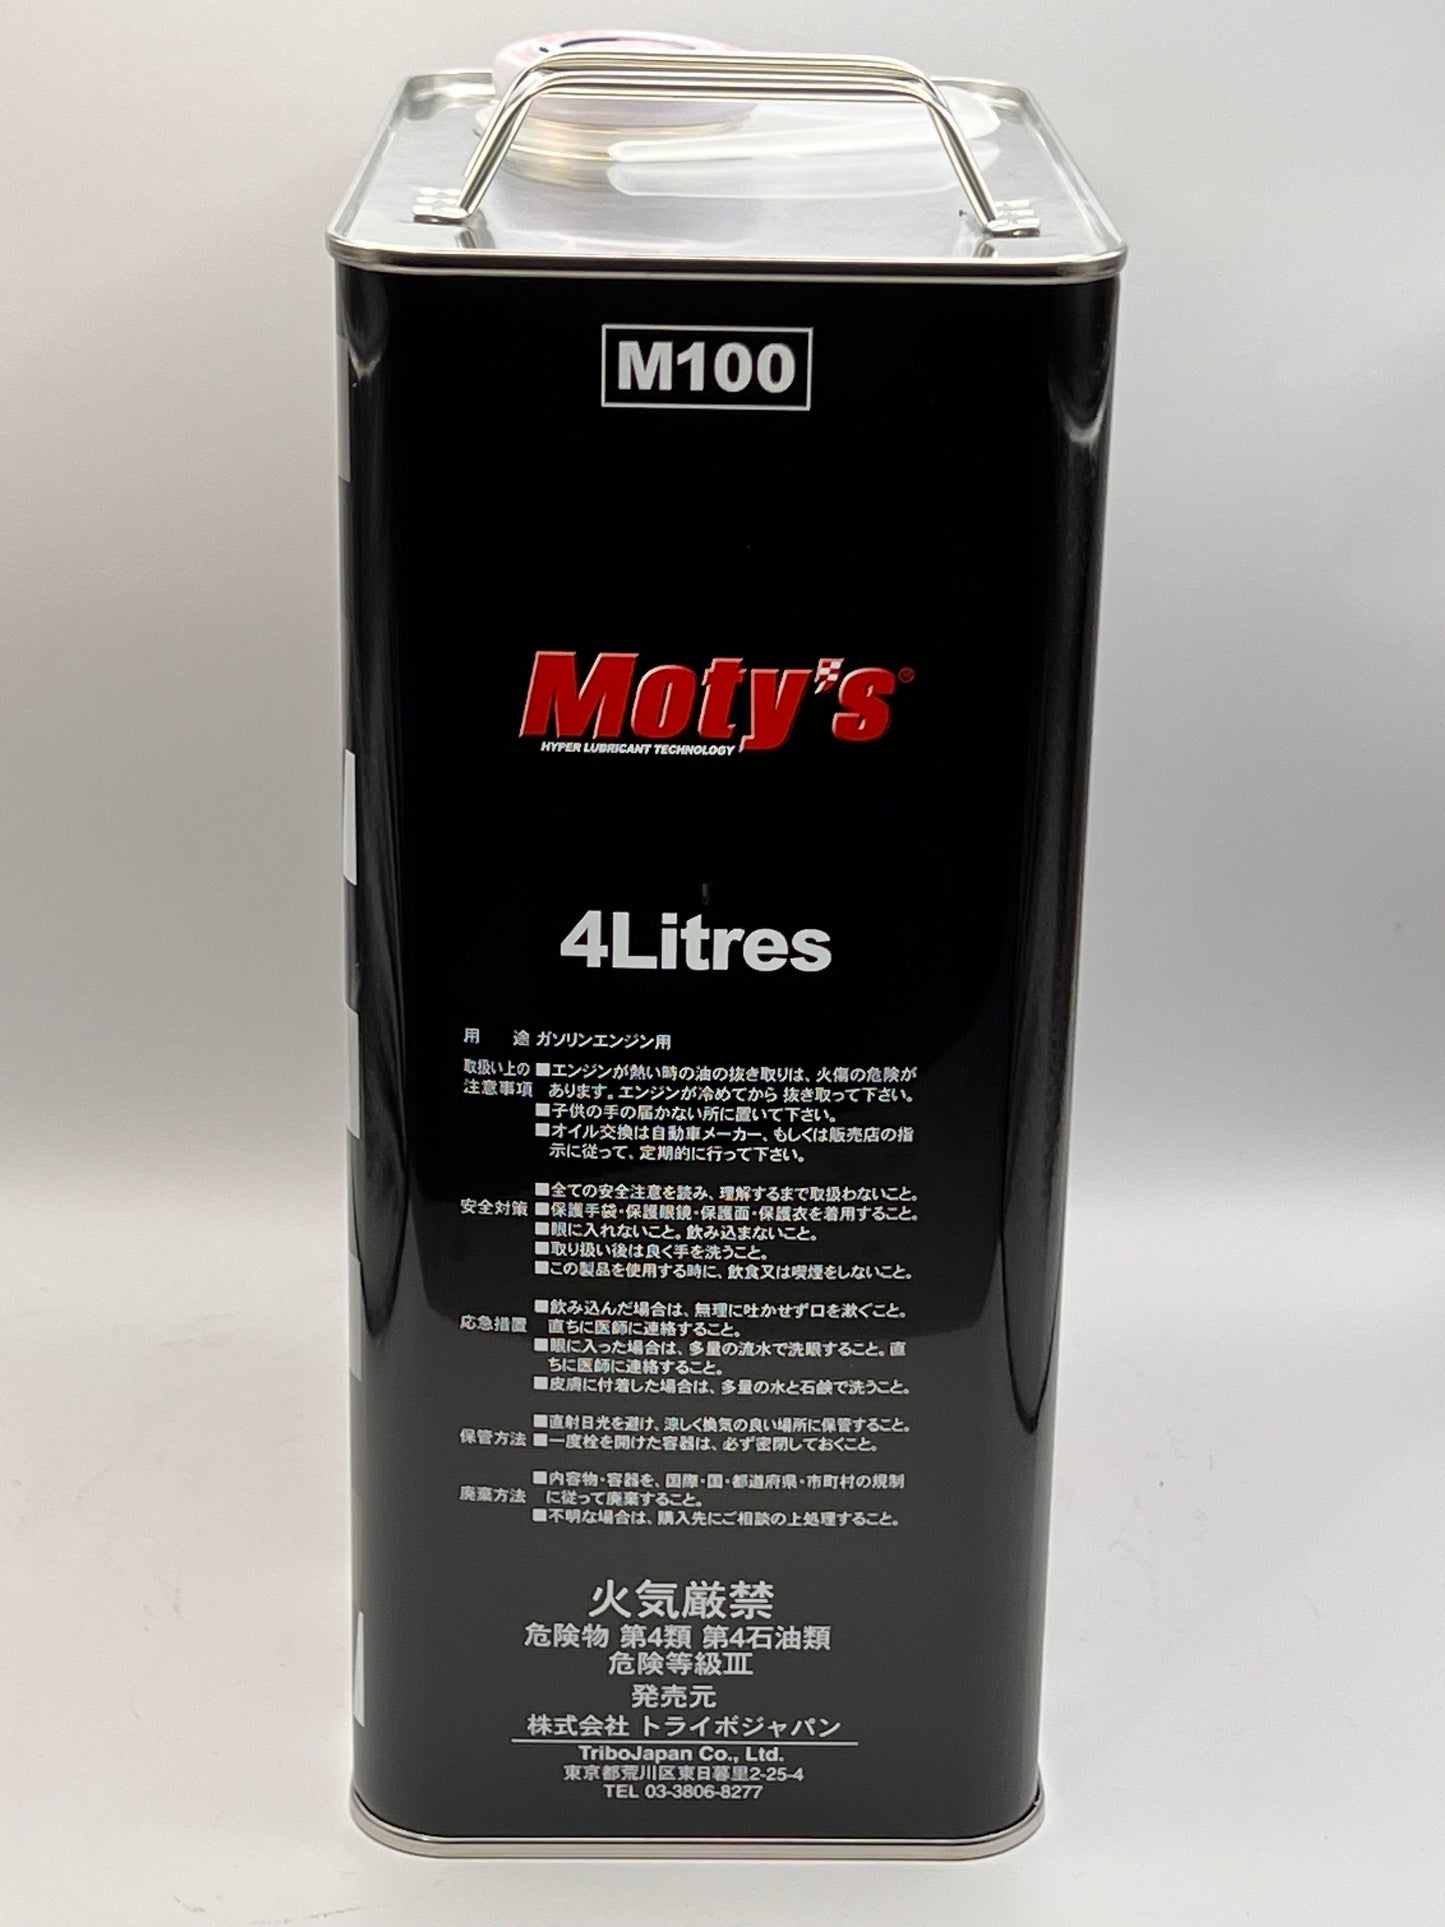 M100
Moty's
HYPER LUBRICANT TECHNOLOGY
4Litres
用 途 ガソリンエンジン用
取扱い上の ■エンジンが熱い時の油の抜き取りは、火傷の危険が
注意事項 あります。エンジンが冷めてから 抜き取って下さい。
■子供の手の届かない所に置いて下さい。
■オイル交換は自動車メーカー、もしくは販売店の指
示に従って、定期的に行って下さい。
■全ての安全注意を読み、理解するまで取扱わないこと。
安全対策 ■保護手袋・保護眼鏡・保護面・保護衣を着用すること。
■眼に入れないこと。飲み込まないこと。
■取り扱い後は良く手を洗うこと。
■この製品を使用する時に、飲食又は喫煙をしないこと。
■飲み込んだ場合は、無理に吐かせず口を漱ぐこと。
応急措置 直ちに医師に連絡すること。
■眼に入った場合は、多量の流水で洗眼すること。直
ちに医師に連絡すること。
■皮膚に付着した場合は、多量の水と石鹸で洗うこと。
■直射日光を避け、涼しく換気の良い場所に保管すること。
保管方法 ■一度栓を開けた容器は、必ず密閉しておくこと。
■内容物・容器を、国際・国・都道府県・市町村の規制
廃棄方法 に従って廃棄すること。
■不明な場合は、購入先にご相談の上処理すること。
火気厳禁
危険物 第4類 第4石油類
危険等級III
発売元
株式会社 トライボジャパン
TriboJapan Co., Ltd.
東京都荒川区東日暮里2-25-4
TEL 03-3806-8277